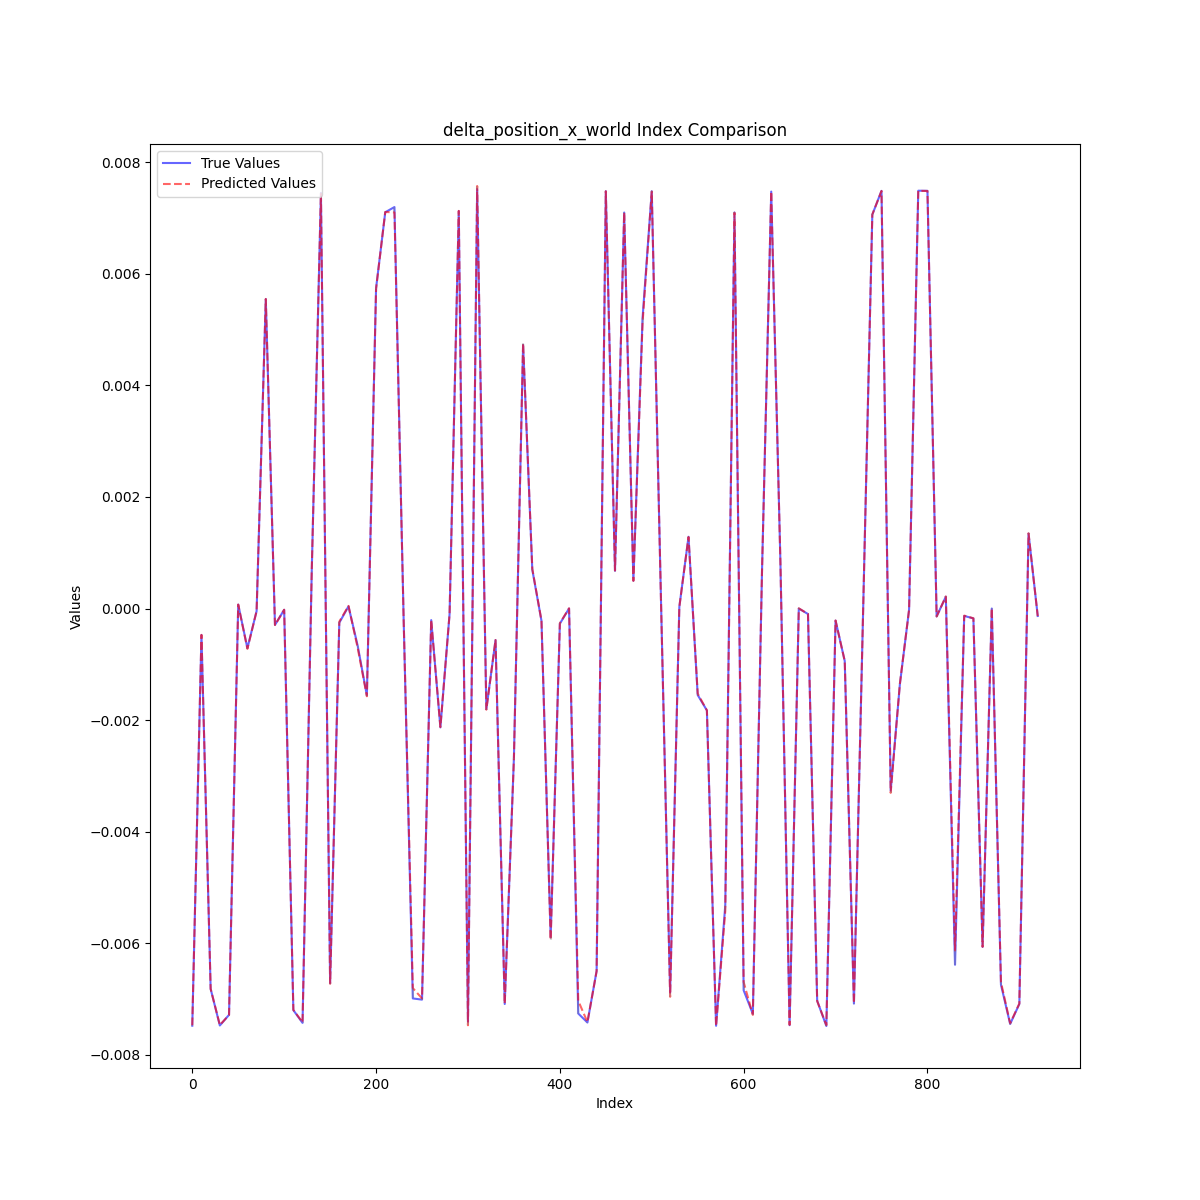 delta_position_x_world Index Comparison
True Values
Predicted Values
0.008
0.006
0.004
0.002
0.000
−0.002
−0.004
−0.006
−0.008
Values
0 200 400 600 800
Index